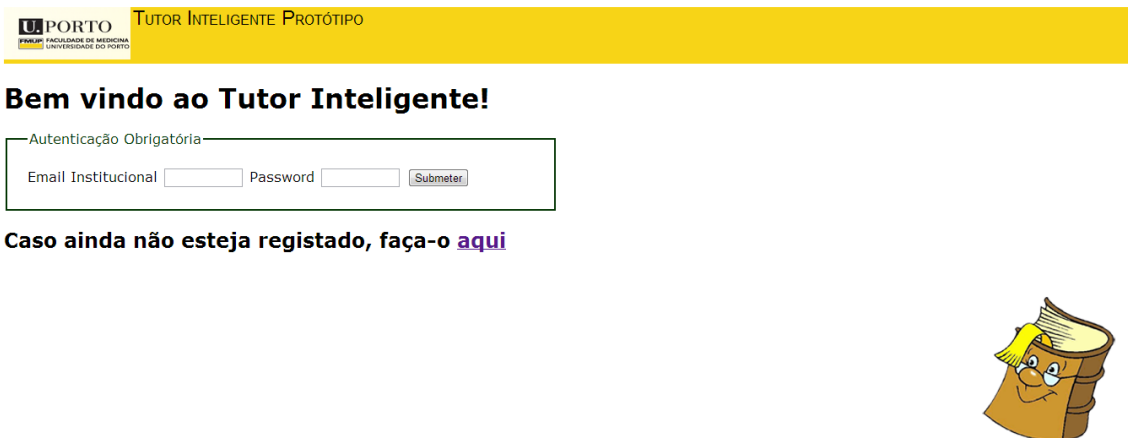 U. PORTO
FMUP FACULDADE DE MEDICINA
UNIVERSIDADE DO PORTO
TUTOR INTELIGENTE PROTÓTIPO
Bem vindo ao Tutor Inteligente!
Autenticação Obrigatória
Email Institucional Password Submeter
Caso ainda não esteja registado, faça-o aqui